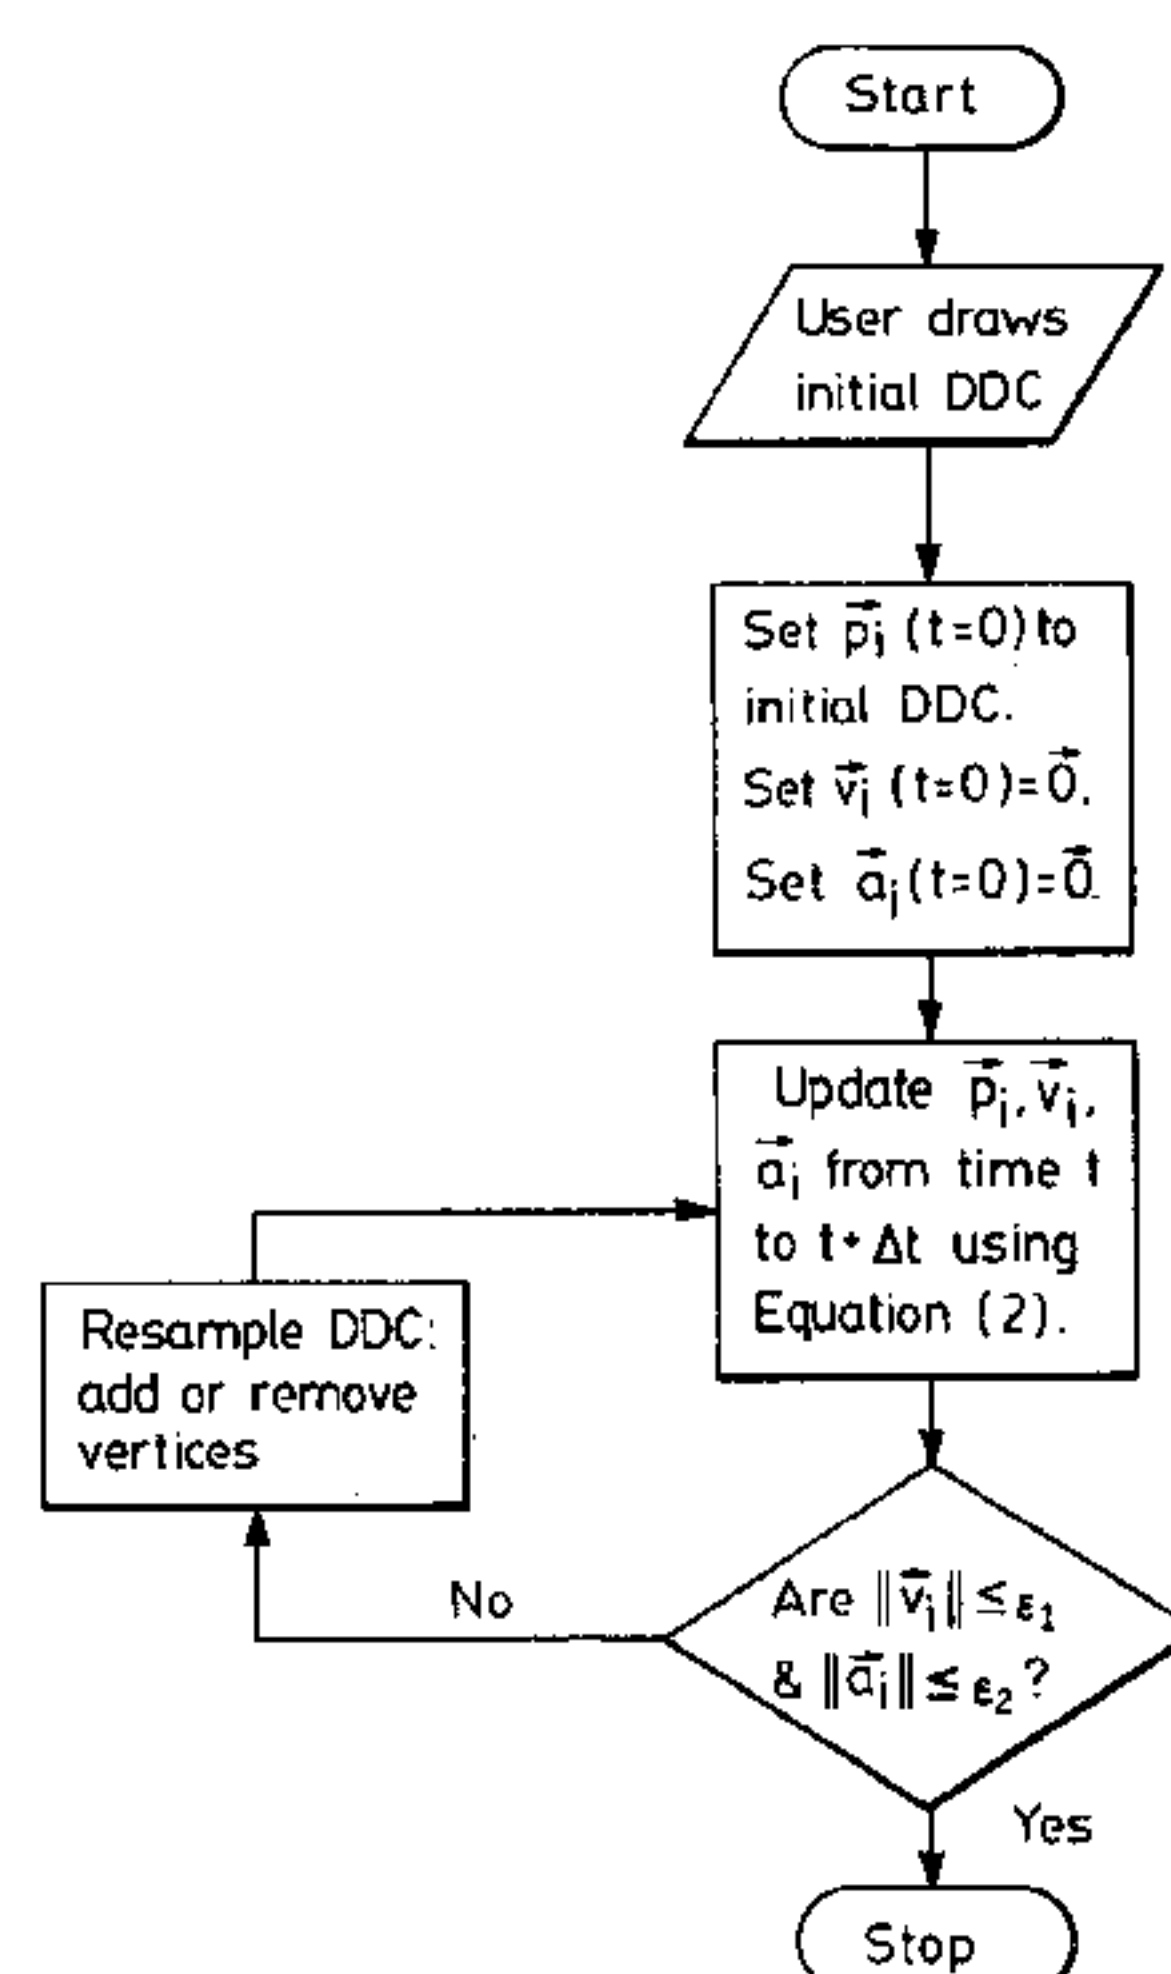 Start
User draws
initial DDC
Set p⃗ᵢ (t=0) to
initial DDC.
Set v⃗ᵢ (t=0)=0⃗.
Set a⃗ᵢ(t=0)=0⃗.
Update p⃗ᵢ, v⃗ᵢ,
a⃗ᵢ from time t
to t+Δt using
Equation (2).
Resample DDC:
add or remove
vertices
No
Are ‖v⃗ᵢ‖ ≤ ε₁
& ‖a⃗ᵢ‖ ≤ ε₂?
Yes
Stop